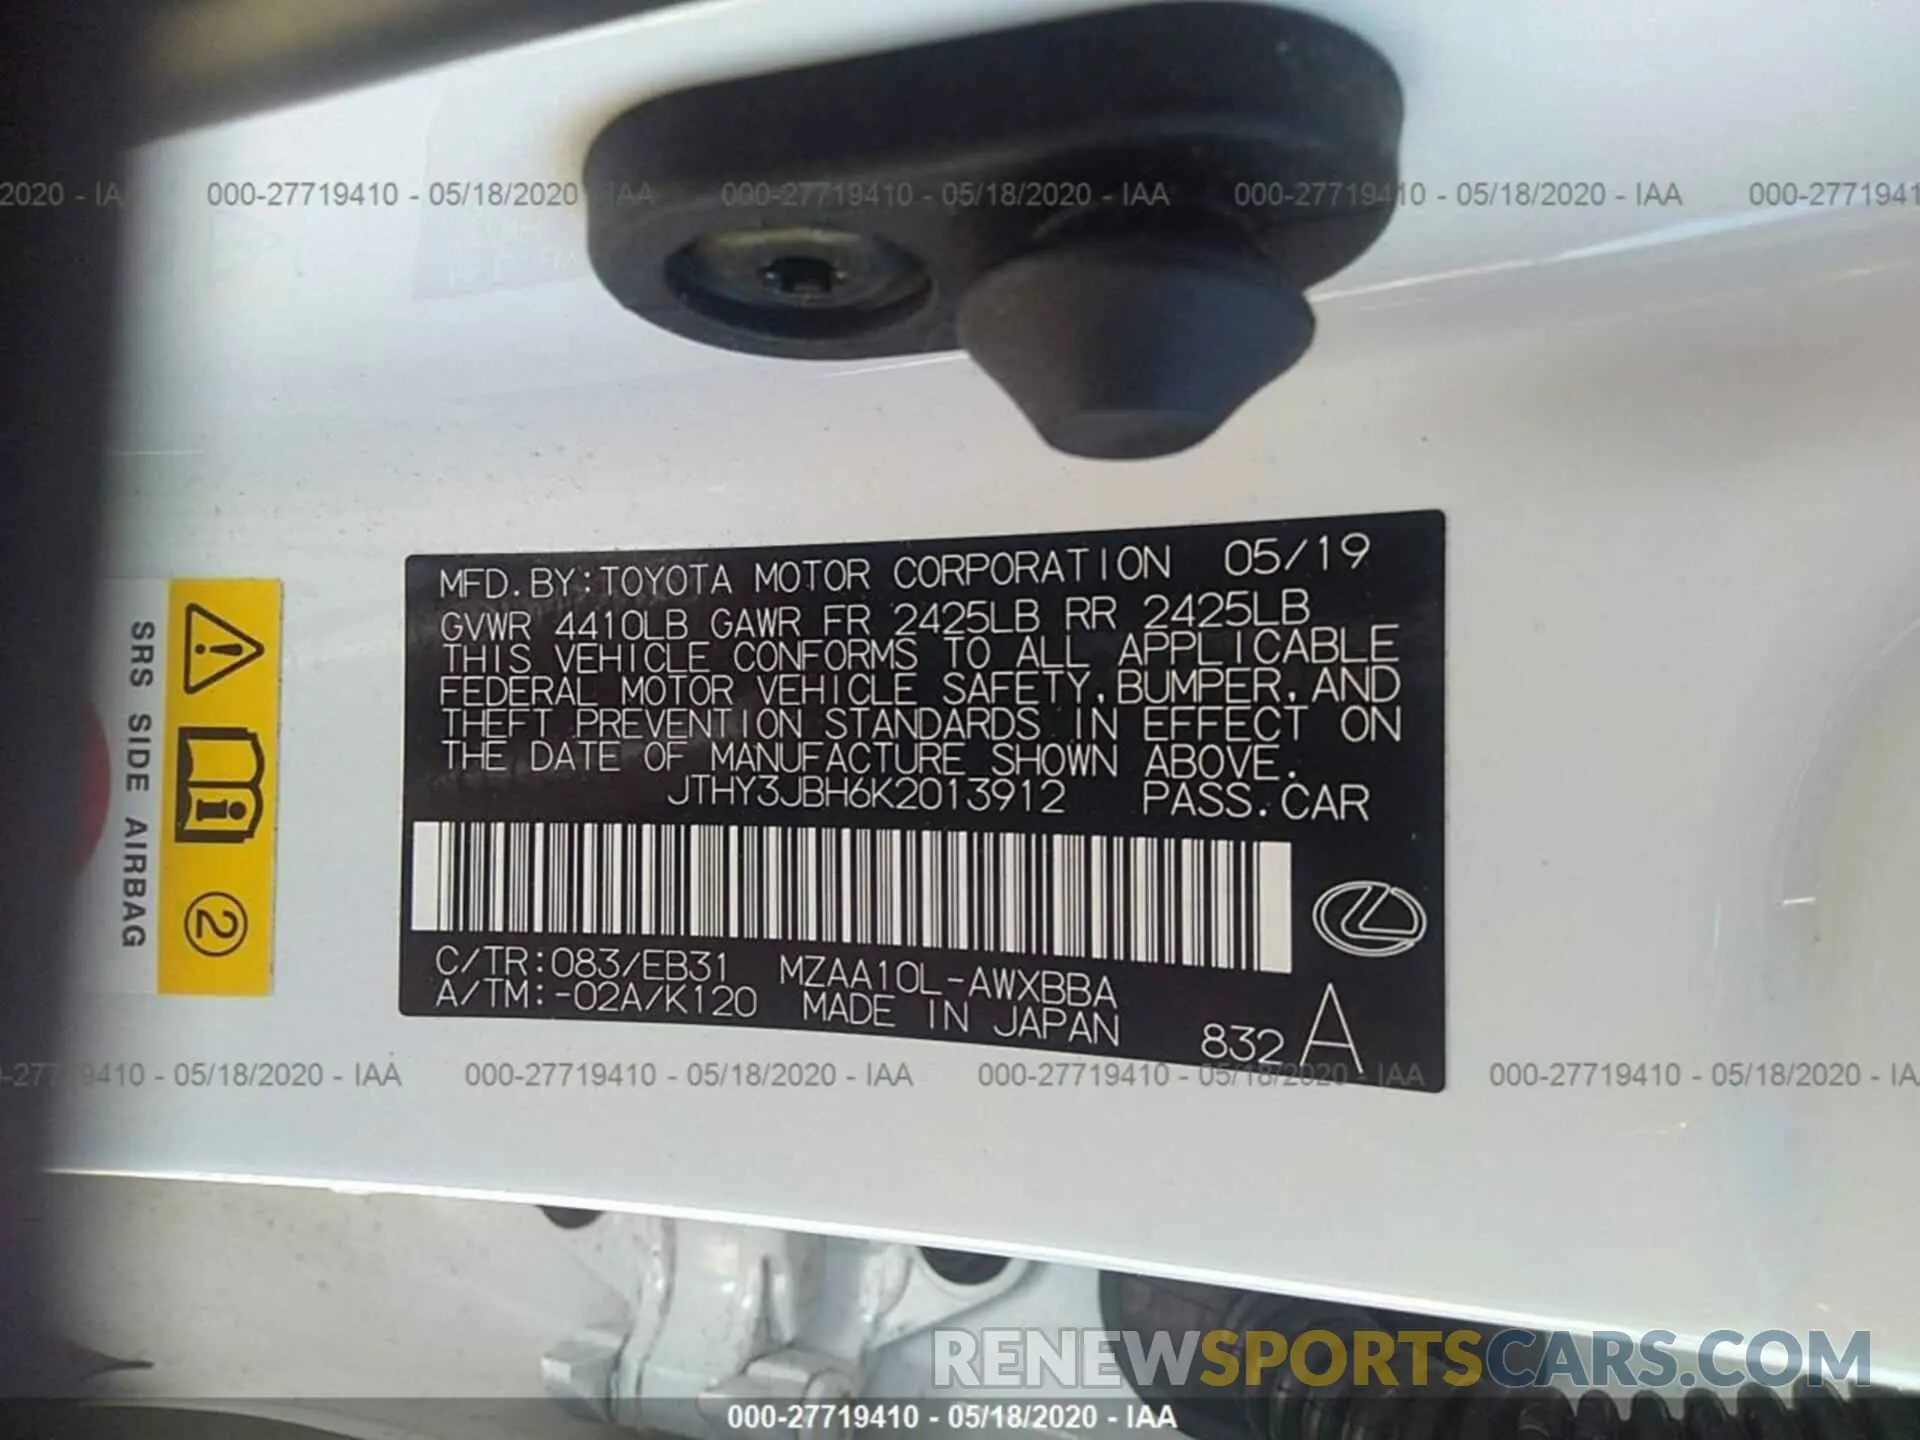 2020 - IA 000-27719410 - 05/18/2020 - IAA 000-27719410 - 05/18/2020 - IAA 000-27719410 - 05/18/2020 - IAA 000-2771941
MFD. BY: TOYOTA MOTOR CORPORATION 05/19
GVWR 4410LB GAWR FR 2425LB RR 2425LB
THIS VEHICLE CONFORMS TO ALL APPLICABLE
FEDERAL MOTOR VEHICLE SAFETY, BUMPER, AND
THEFT PREVENTION STANDARDS IN EFFECT ON
THE DATE OF MANUFACTURE SHOWN ABOVE.
JTHY3JBH6K2013912 PASS. CAR
C/TR: 083/EB31 MZAA10L-AWXBBA
A/TM: -02A/K120 MADE IN JAPAN 832 A
SRS SIDE AIRBAG
2
-27719410 - 05/18/2020 - IAA 000-27719410 - 05/18/2020 - IAA 000-27719410 - 05/18/2020 - IAA 000-27719410 - 05/18/2020 - IA
RENEWSPORTSCARS.COM
000-27719410 - 05/18/2020 - IAA